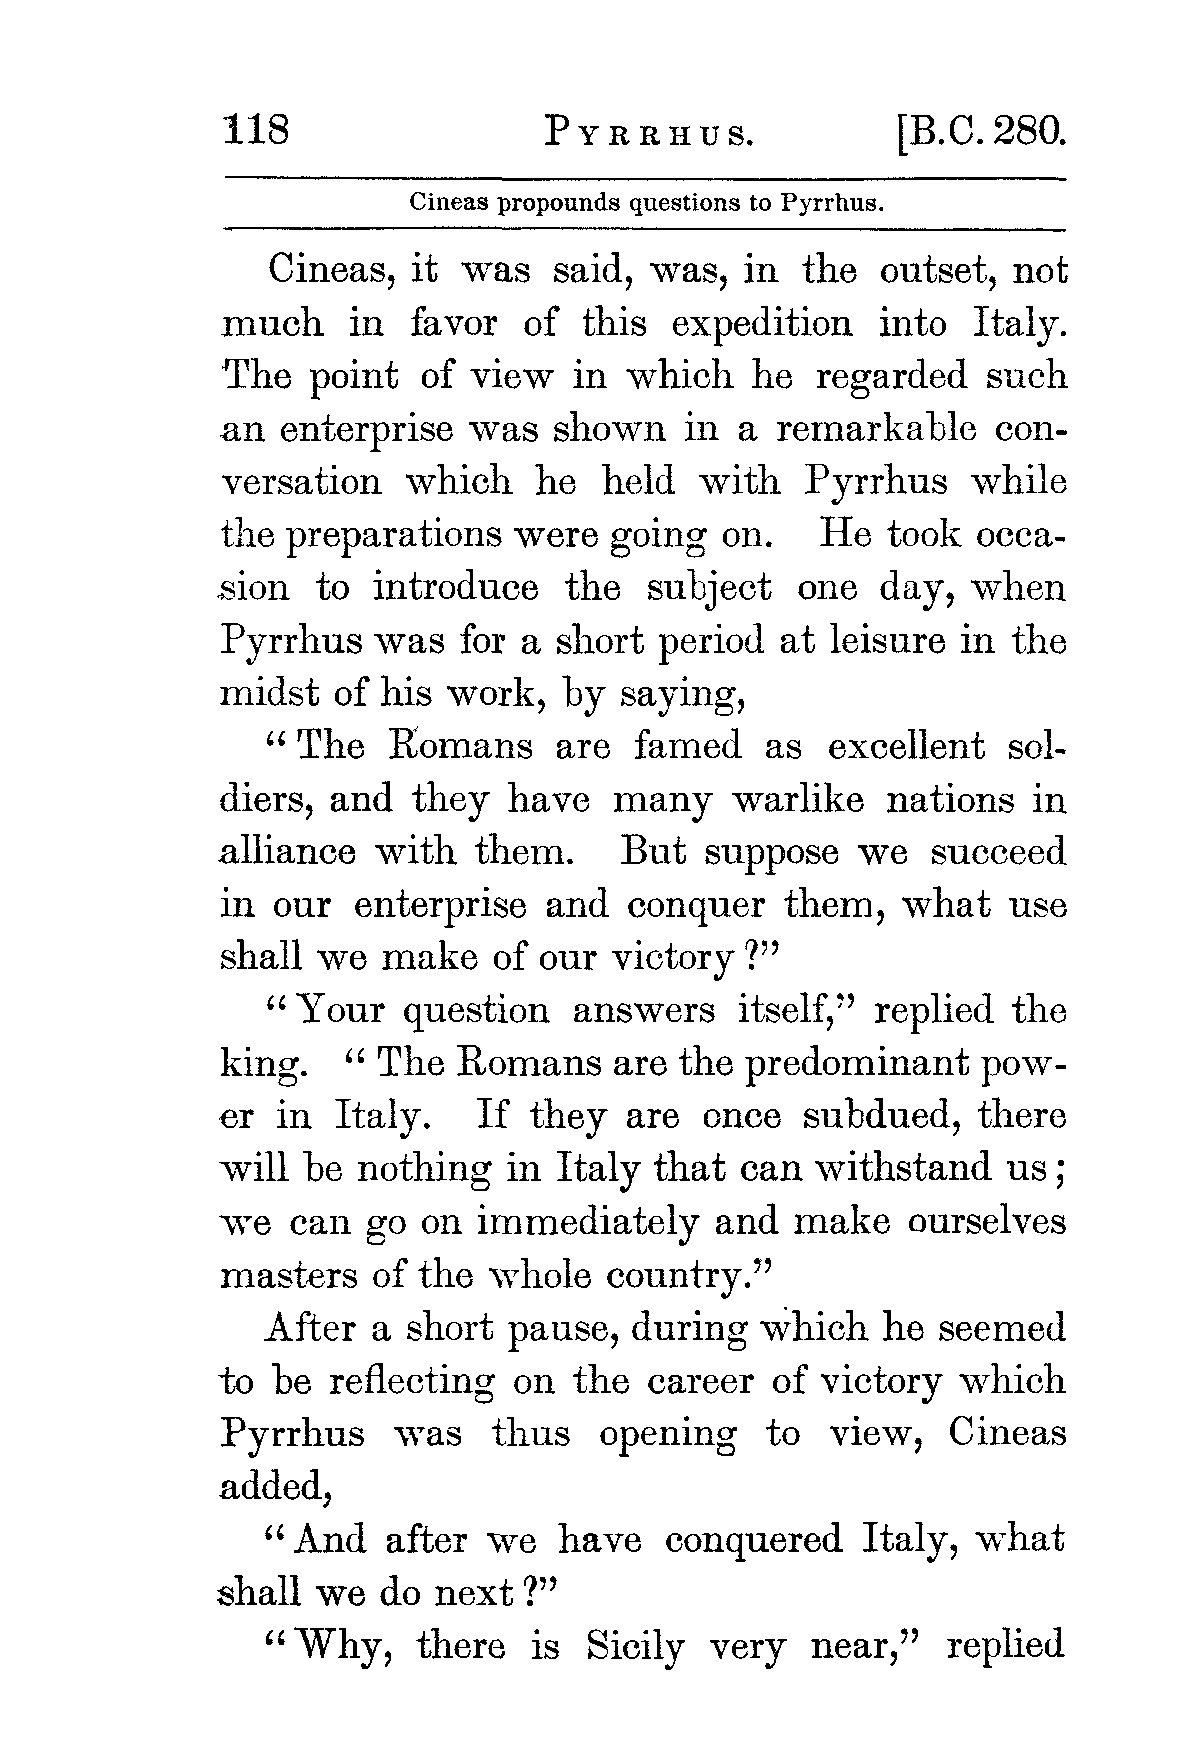 118 PYRRHUS. [B.C. 280.
Cineas propounds questions to Pyrrhus.
Cineas, it was said, was, in the outset, not
much in favor of this expedition into Italy.
The point of view in which he regarded such
an enterprise was shown in a remarkable con-
versation which he held with Pyrrhus while
the preparations were going on. He took occa-
sion to introduce the subject one day, when
Pyrrhus was for a short period at leisure in the
midst of his work, by saying,
“ The Romans are famed as excellent sol-
diers, and they have many warlike nations in
alliance with them. But suppose we succeed
in our enterprise and conquer them, what use
shall we make of our victory ?”
“ Your question answers itself,” replied the
king. “ The Romans are the predominant pow-
er in Italy. If they are once subdued, there
will be nothing in Italy that can withstand us ;
we can go on immediately and make ourselves
masters of the whole country.”
After a short pause, during which he seemed
to be reflecting on the career of victory which
Pyrrhus was thus opening to view, Cineas
added,
“ And after we have conquered Italy, what
shall we do next ?”
“ Why, there is Sicily very near,” replied